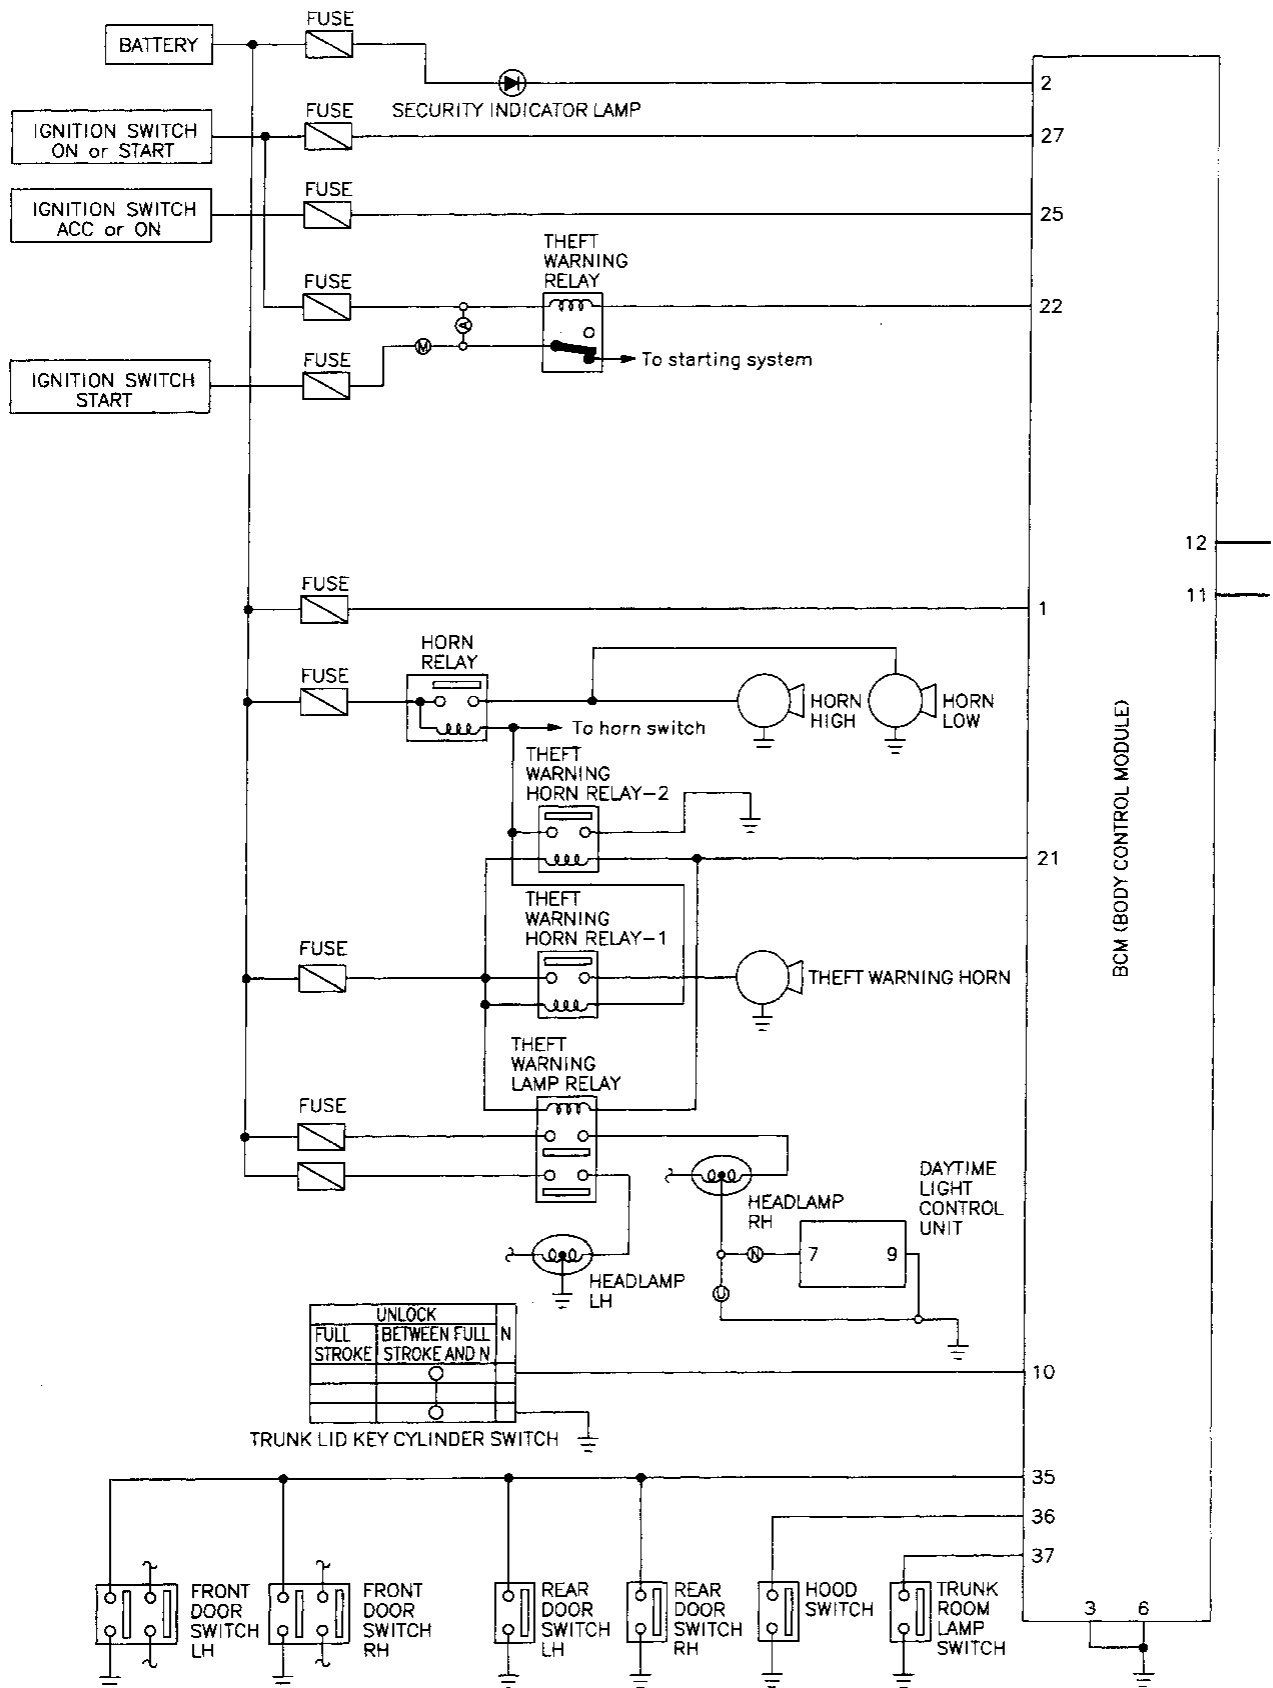 FUSE
BATTERY
2
SECURITY INDICATOR LAMP
FUSE
IGNITION SWITCH
ON or START
27
FUSE
IGNITION SWITCH
ACC or ON
25
THEFT
WARNING
RELAY
FUSE
22
A
M
To starting system
FUSE
IGNITION SWITCH
START
12
11
FUSE
1
HORN
RELAY
FUSE
HORN
HIGH
HORN
LOW
To horn switch
THEFT
WARNING
HORN RELAY-2
21
BCM (BODY CONTROL MODULE)
THEFT
WARNING
HORN RELAY-1
FUSE
THEFT WARNING HORN
THEFT
WARNING
LAMP RELAY
FUSE
HEADLAMP
RH
DAYTIME
LIGHT
CONTROL
UNIT
N
7
9
U
HEADLAMP
LH
UNLOCK
FULL
STROKE
BETWEEN FULL
STROKE AND N
N
10
TRUNK LID KEY CYLINDER SWITCH
35
36
37
FRONT
DOOR
SWITCH
LH
FRONT
DOOR
SWITCH
RH
REAR
DOOR
SWITCH
LH
REAR
DOOR
SWITCH
RH
HOOD
SWITCH
TRUNK
ROOM
LAMP
SWITCH
3
6